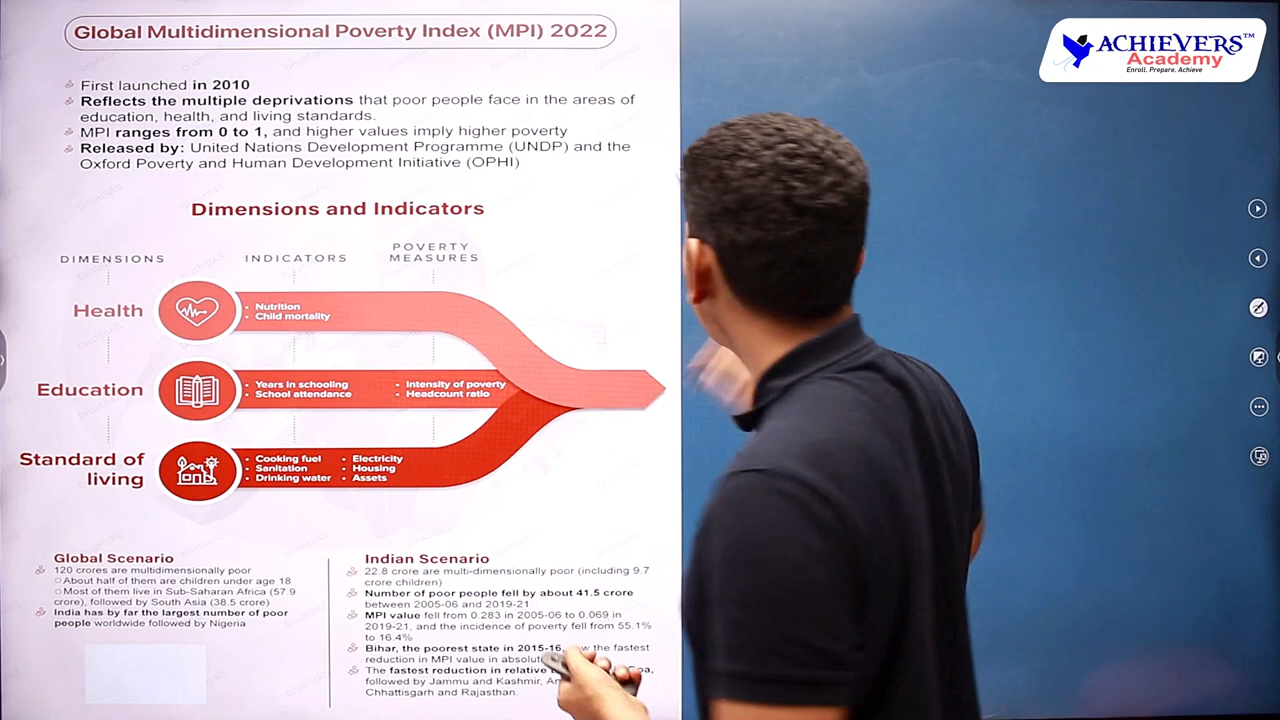 Global Multidimensional Poverty Index (MPI) 2022
ACHIEVERS™
Academy
Enroll. Prepare. Achieve
First launched in 2010
Reflects the multiple deprivations that poor people face in the areas of
education, health, and living standards.
MPI ranges from 0 to 1, and higher values imply higher poverty
Released by: United Nations Development Programme (UNDP) and the
Oxford Poverty and Human Development Initiative (OPHI)
Dimensions and Indicators
DIMENSIONS
INDICATORS
POVERTY
MEASURES
Health
Nutrition
Child mortality
Education
Years in schooling
School attendance
Intensity of poverty
Headcount ratio
Standard of
living
Cooking fuel
Sanitation
Drinking water
Electricity
Housing
Assets
Global Scenario
120 crores are multidimensionally poor
About half of them are children under age 18
Most of them live in Sub-Saharan Africa (57.9
crore), followed by South Asia (38.5 crore)
India has by far the largest number of poor
people worldwide followed by Nigeria
Indian Scenario
22.8 crore are multi-dimensionally poor (including 9.7
crore children)
Number of poor people fell by about 41.5 crore
between 2005-06 and 2019-21
MPI value fell from 0.283 in 2005-06 to 0.069 in
2019-21, and the incidence of poverty fell from 55.1%
to 16.4%
Bihar, the poorest state in 2015-16, the fastest
reduction in MPI value in
The fastest reduction in relative
followed by Jammu and Kashmir,
Chhattisgarh and Rajasthan.